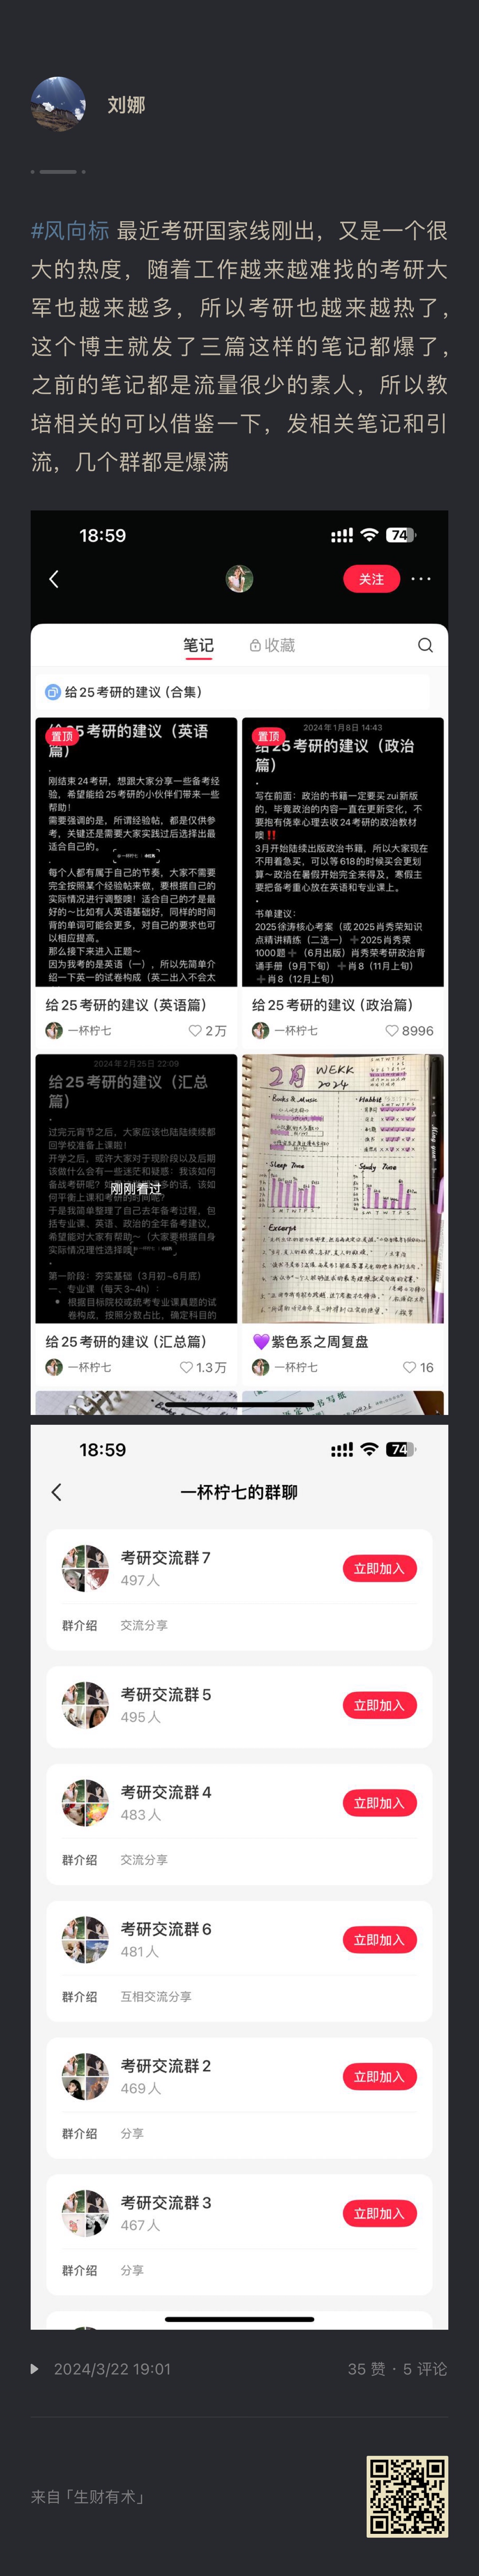 刘娜
#风向标 最近考研国家线刚出，又是一个很
大的热度，随着工作越来越难找的考研大
军也越来越多，所以考研也越来越热了，
这个博主就发了三篇这样的笔记都爆了，
之前的笔记都是流量很少的素人，所以教
培相关的可以借鉴一下，发相关笔记和引
流，几个群都是爆满
18:59
74
关注
笔记
收藏
给25考研的建议 (合集)
置顶
给25考研的建议（英语
篇）
刚结束24考研，想跟大家分享一些备考经
验，希望能给25考研的小伙伴们带来一些
帮助！
需要强调的是，所谓经验帖，都是仅供参
考，关键还是需要大家实践过后选择出最
适合自己的。
每个人都有属于自己的节奏，大家不需要
完全按照某个经验帖来做，要根据自己的
实际情况进行调整噢！适合自己的才是最
好的～比如有人英语基础好，同样的时间
背的单词可能会更多，对自己的要求也可
以相应提高。
那么接下来进入正题～
因为我考的是英语（一），所以先简单介
绍一下英一的试卷构成（英二出入不会太
给25考研的建议 (英语篇)
一杯柠七
2万
2024年1月8日 14:43
置顶
给25考研的建议（政治
篇）
写在前面：政治的书籍一定要买zui新版
的，毕竟政治的内容一直在更新变化，不
要抱有侥幸心理去收24考研的政治教材
噢‼️
3月开始陆续出版政治书籍，所以大家现在
不用着急买，可以等618的时候买会更划
算～政治在暑假开始完全来得及，寒假主
要把备考重心放在英语和专业课上。
书单建议：
2025徐涛核心考案（或2025肖秀荣知识
点精讲精练（二选一）➕2025肖秀荣
1000题➕（6月出版）肖秀荣考研政治背
诵手册（9月下旬）➕肖8（11月上旬）
➕肖8（12月上旬）
给25考研的建议 (政治篇)
一杯柠七
8996
2024年2月25日 22:09
给25考研的建议（汇总
篇）
过完元宵节之后，大家应该也陆陆续续都
回学校准备上课啦！
开学之后，或许大家对于现阶段以及后期
该做什么会有一些迷茫和疑惑：我该如何
刚刚看过
何平衡上课和考研的时间呢？
于是我简单整理了自己去年备考过程，包
括专业课、英语、政治的全年备考建议，
希望能对大家有帮助～（大家要根据自身
实际情况理性选择噢
第一阶段：夯实基础（3月初~6月底）
一、专业课（每天3~4h）：
• 根据目标院校或统考专业课真题的试
卷构成，按照分数占比，确定科目的
给25考研的建议 (汇总篇)
一杯柠七
1.3万
2月 WEKK
2024
Books & Music
Habbit
Sleep Time
Study Time
Excerpt
💜紫色系之周复盘
一杯柠七
16
18:59
74
一杯柠七的群聊
考研交流群7
497人
立即加入
群介绍 交流分享
考研交流群5
495人
立即加入
考研交流群4
483人
立即加入
群介绍 交流分享
考研交流群6
481人
立即加入
群介绍 互相交流分享
考研交流群2
469人
立即加入
群介绍 分享
考研交流群3
467人
立即加入
群介绍 分享
2024/3/22 19:01
35 赞 · 5 评论
来自「生财有术」